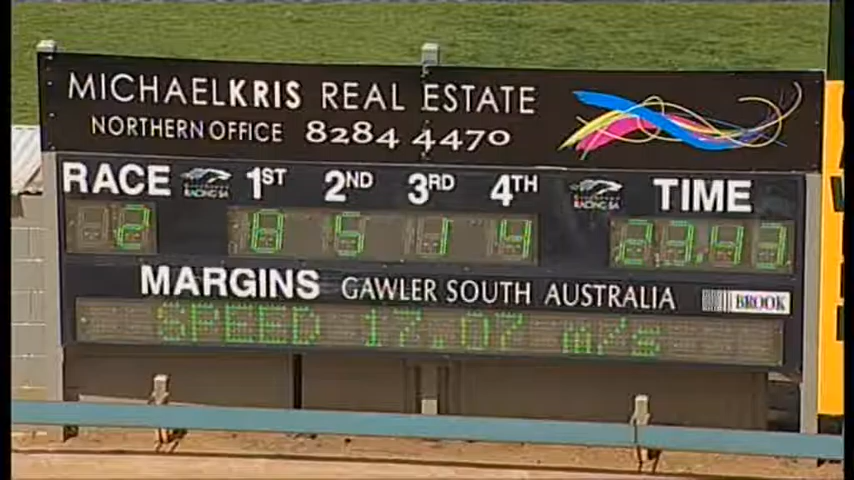 MICHAELKRIS REAL ESTATE
NORTHERN OFFICE 8284 4470
RACE 1ST 2ND 3RD 4TH TIME
2 8 5 1 4 23.43
MARGINS GAWLER SOUTH AUSTRALIA BROOK
SPEED 17.07 m/s